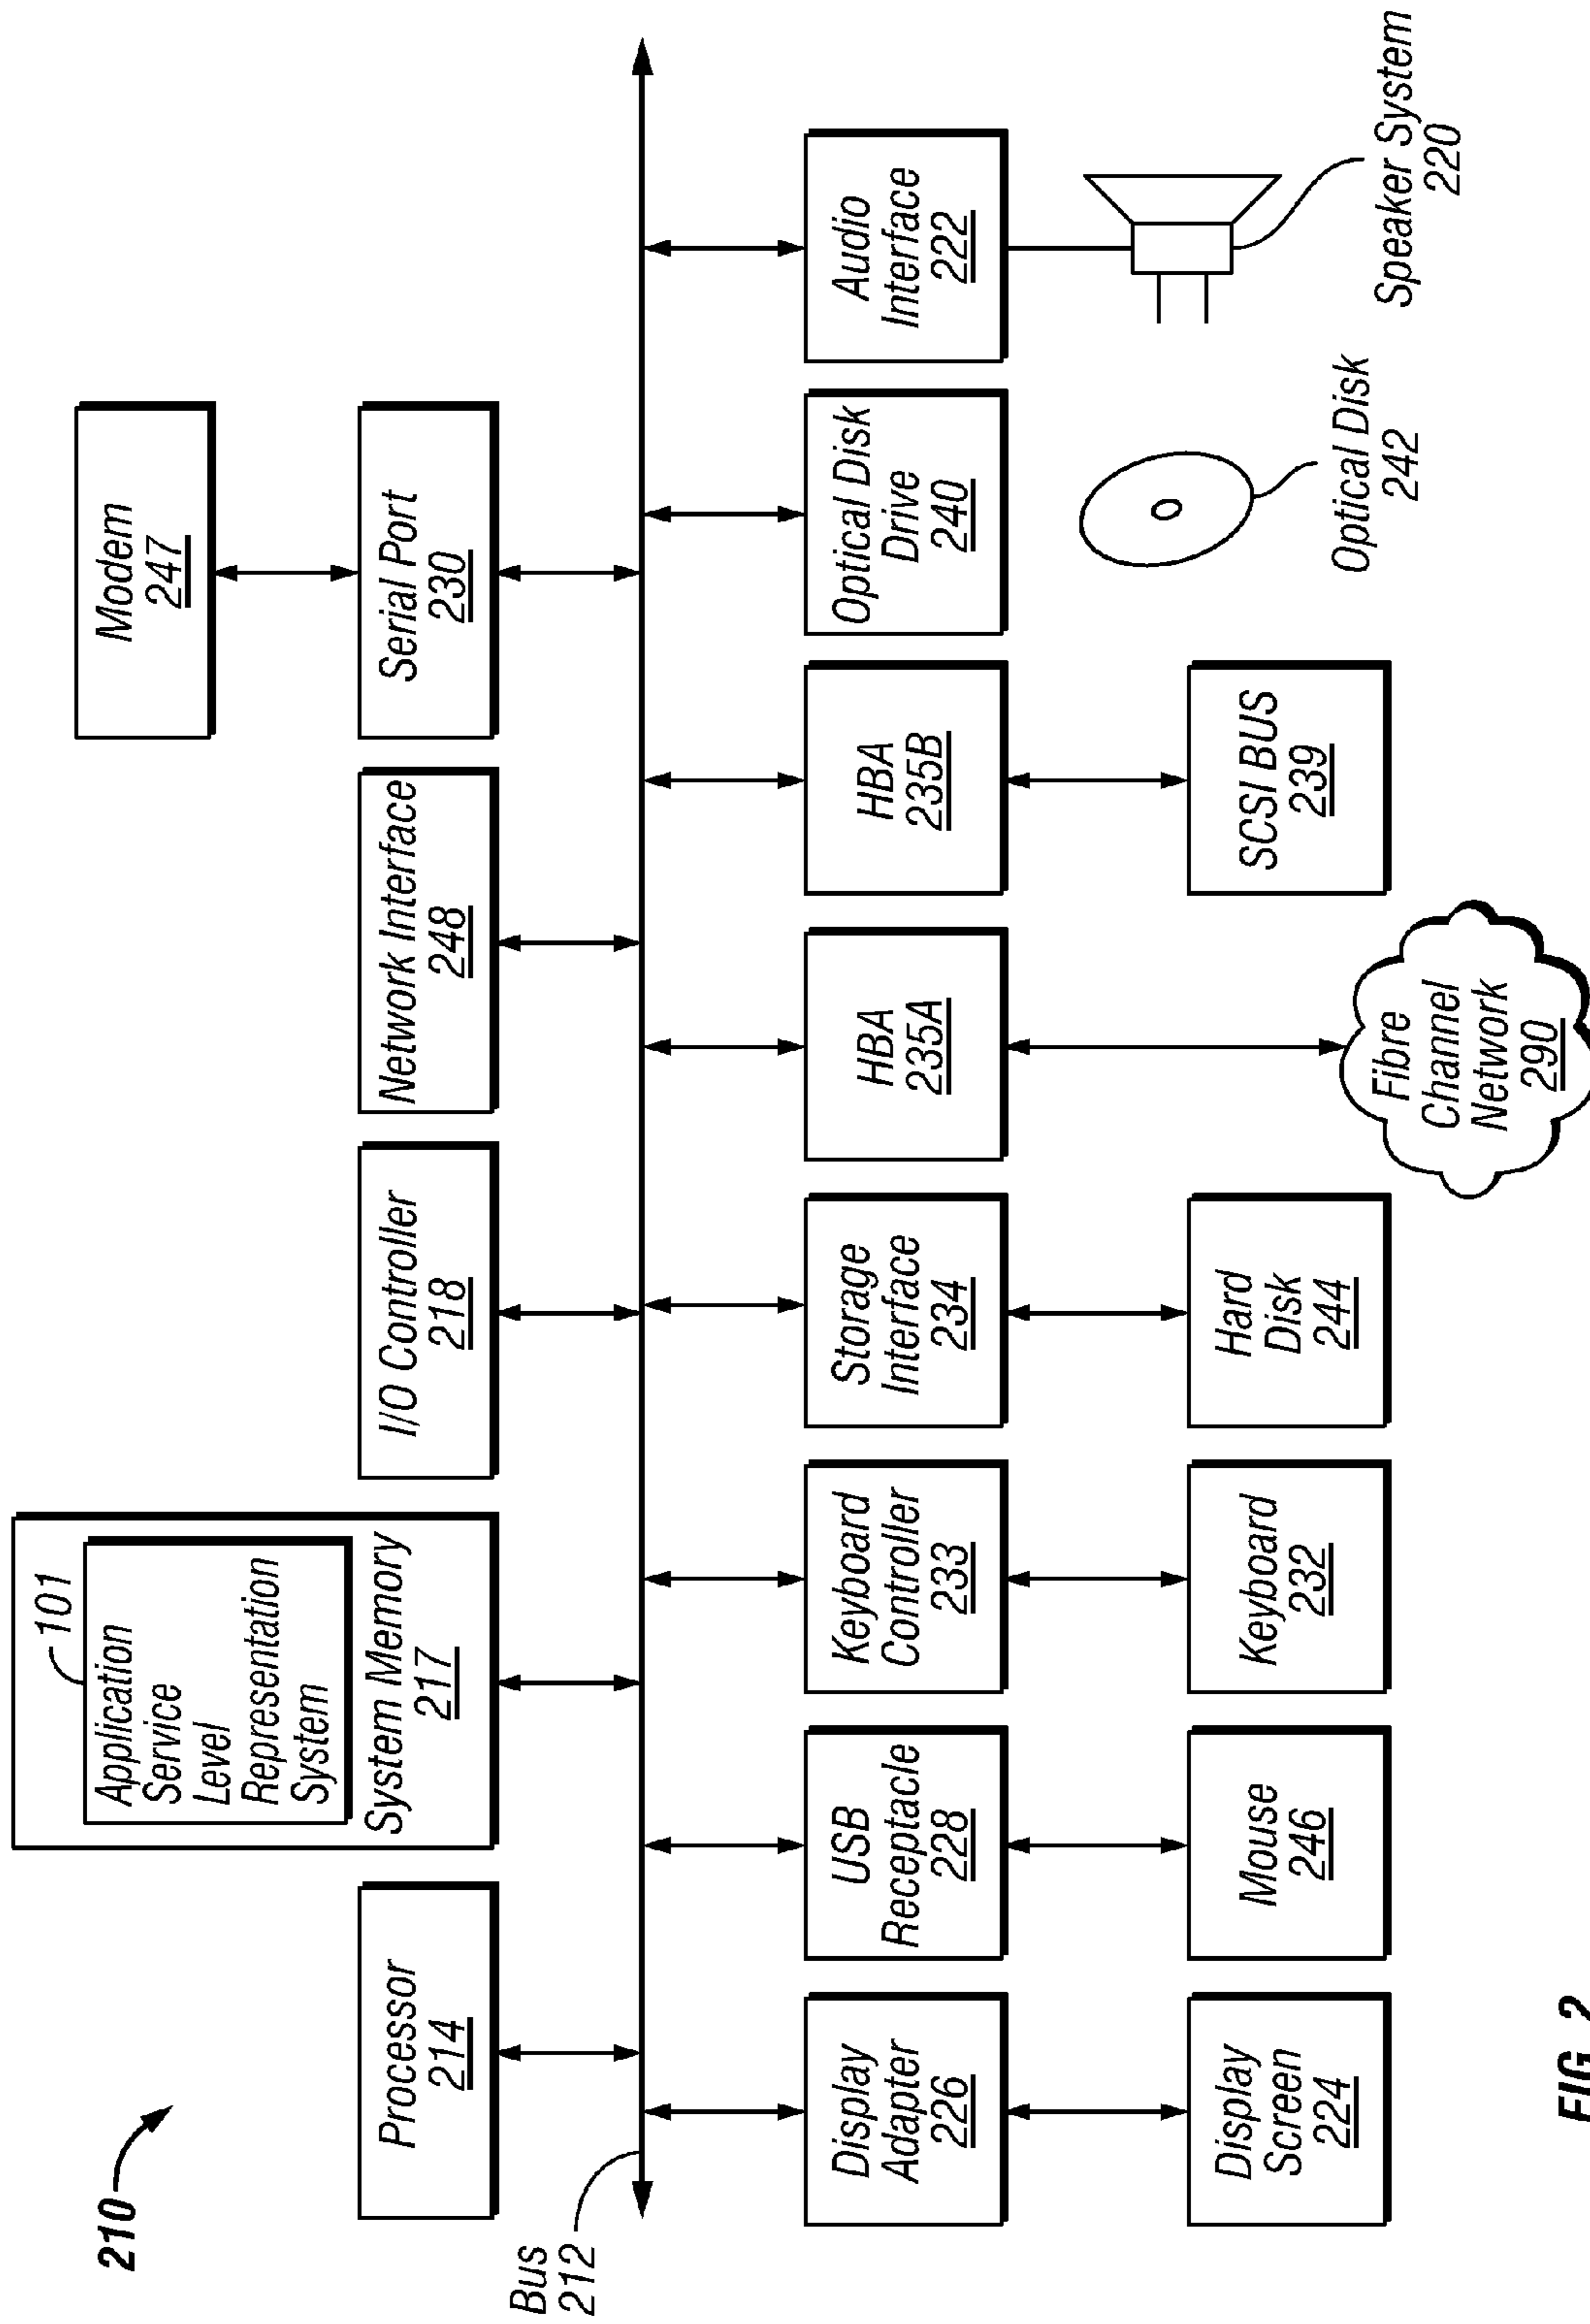 210
Bus
212
Processor
214
101
Application
Service
Level
Representation
System
System Memory
217
I/O Controller
218
Network Interface
248
Modem
247
Serial Port
230
Display
Adapter
226
USB
Receptacle
228
Keyboard
Controller
233
Storage
Interface
234
HBA
235A
HBA
235B
Optical Disk
Drive
240
Audio
Interface
222
Display
Screen
224
Mouse
246
Keyboard
232
Hard
Disk
244
Fibre
Channel
Network
290
SCSI BUS
239
Optical Disk
242
Speaker System
220
FIG. 2